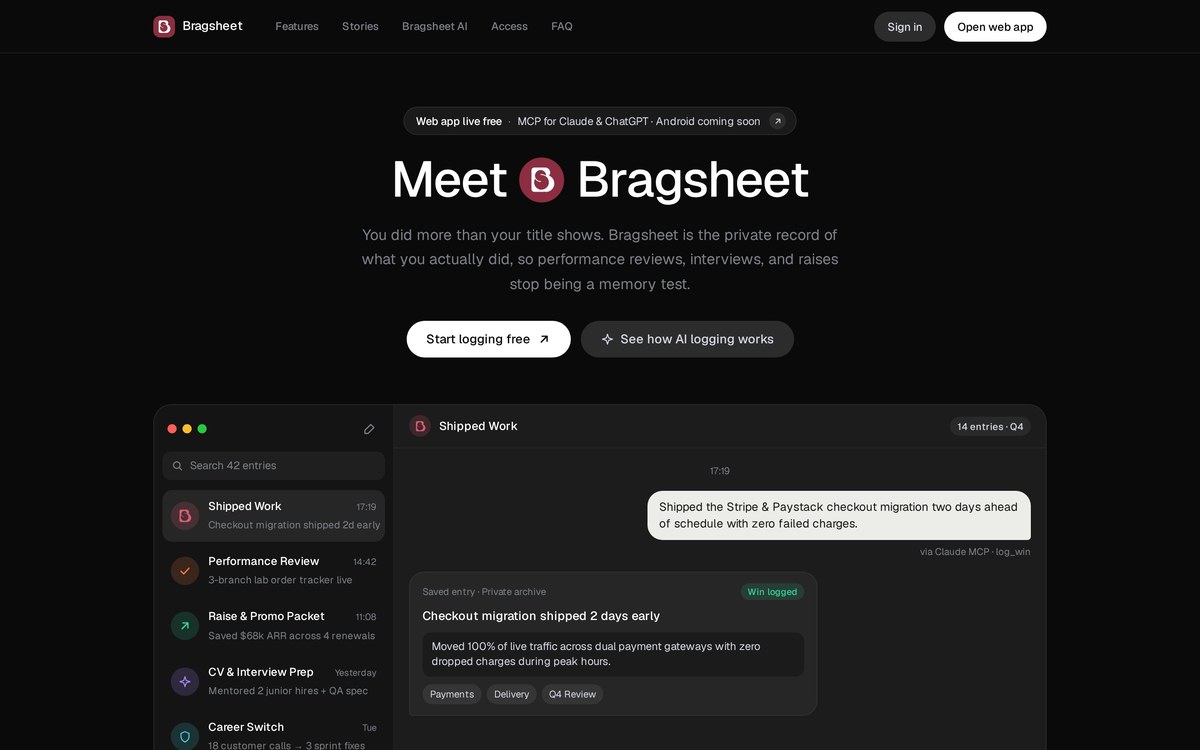 Bragsheet
Features
Stories
Bragsheet AI
Access
FAQ
Sign in
Open web app
Web app live free · MCP for Claude & ChatGPT · Android coming soon
Meet B Bragsheet
You did more than your title shows. Bragsheet is the private record of
what you actually did, so performance reviews, interviews, and raises
stop being a memory test.
Start logging free
See how AI logging works
Search 42 entries
Shipped Work 17:19
Checkout migration shipped 2d early
Performance Review 14:42
3-branch lab order tracker live
Raise & Promo Packet 11:08
Saved $68k ARR across 4 renewals
CV & Interview Prep Yesterday
Mentored 2 junior hires + QA spec
Career Switch Tue
18 customer calls → 3 sprint fixes
Shipped Work
14 entries · Q4
17:19
Shipped the Stripe & Paystack checkout migration two days ahead
of schedule with zero failed charges.
via Claude MCP · log_win
Saved entry · Private archive
Win logged
Checkout migration shipped 2 days early
Moved 100% of live traffic across dual payment gateways with zero
dropped charges during peak hours.
Payments
Delivery
Q4 Review